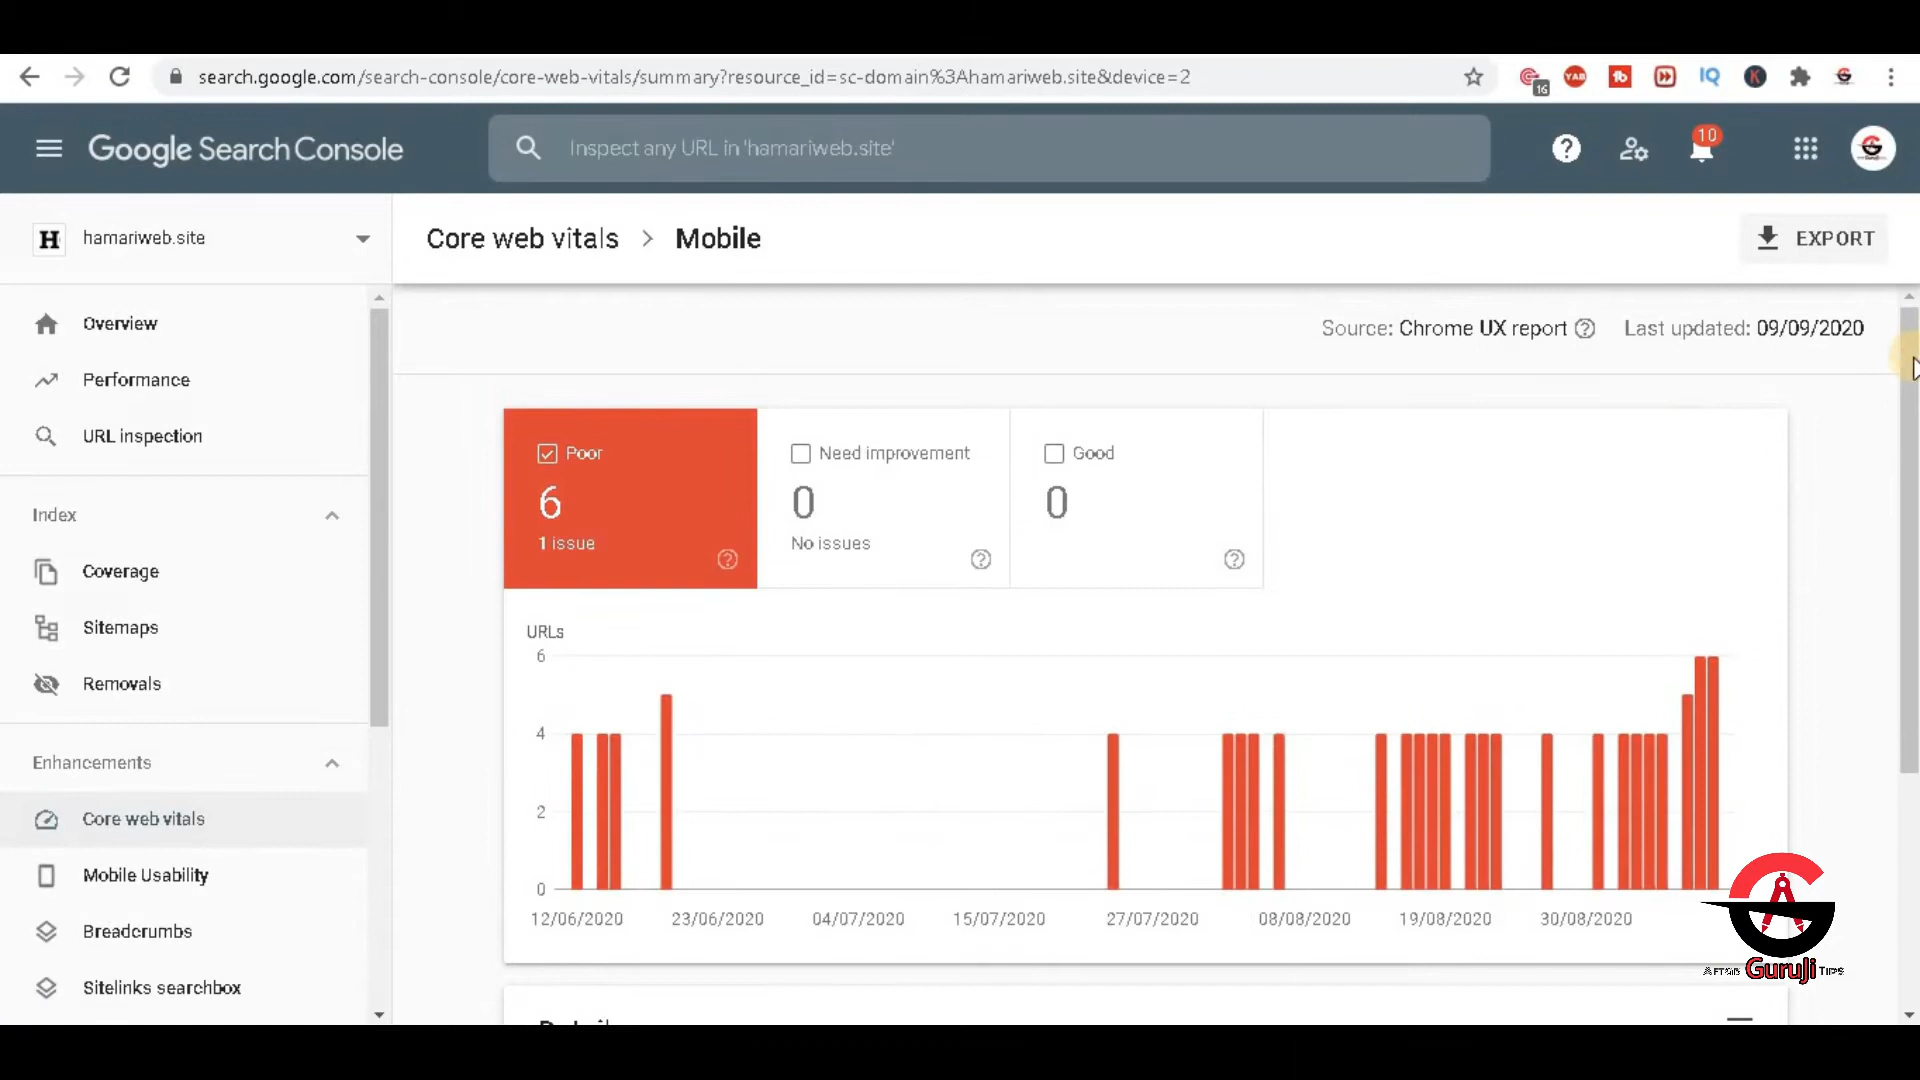 search.google.com/search-console/core-web-vitals/summary?resource_id=sc-domain%3Ahamariweb.site&device=2
16
YAB
tb
IQ
K
Google Search Console
Inspect any URL in 'hamariweb.site'
?
10
H
hamariweb.site
Core web vitals > Mobile
EXPORT
Overview
Performance
URL inspection
Index
Coverage
Sitemaps
Removals
Enhancements
Core web vitals
Mobile Usability
Breadcrumbs
Sitelinks searchbox
Source: Chrome UX report ? Last updated: 09/09/2020
Poor
6
1 issue
?
Need improvement
0
No issues
?
Good
0
?
URLs
6
4
2
0
12/06/2020 23/06/2020 04/07/2020 15/07/2020 27/07/2020 08/08/2020 19/08/2020 30/08/2020
GuruJi Tips